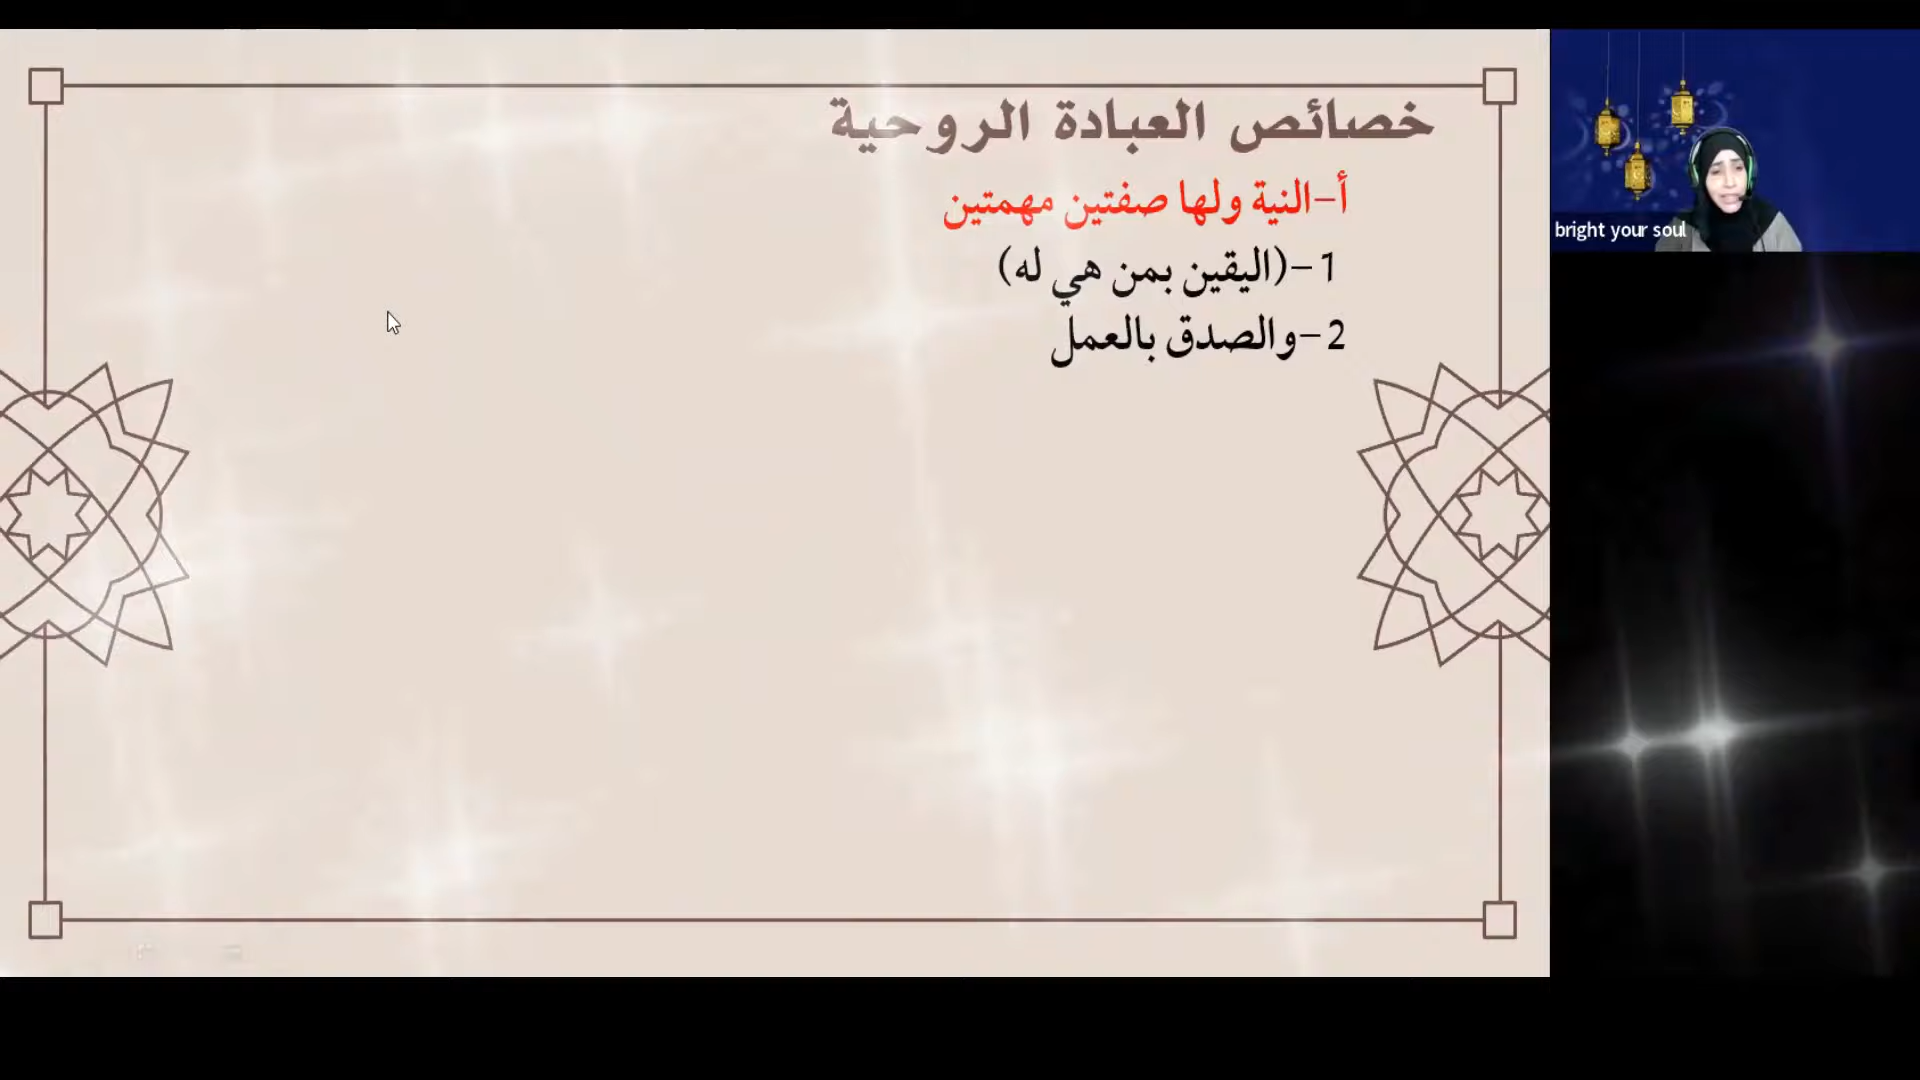 خصائص العبادة الروحية
أ-النية ولها صفتين مهمتين
1-(اليقين بمن هي له)
2-والصدق بالعمل
bright your soul